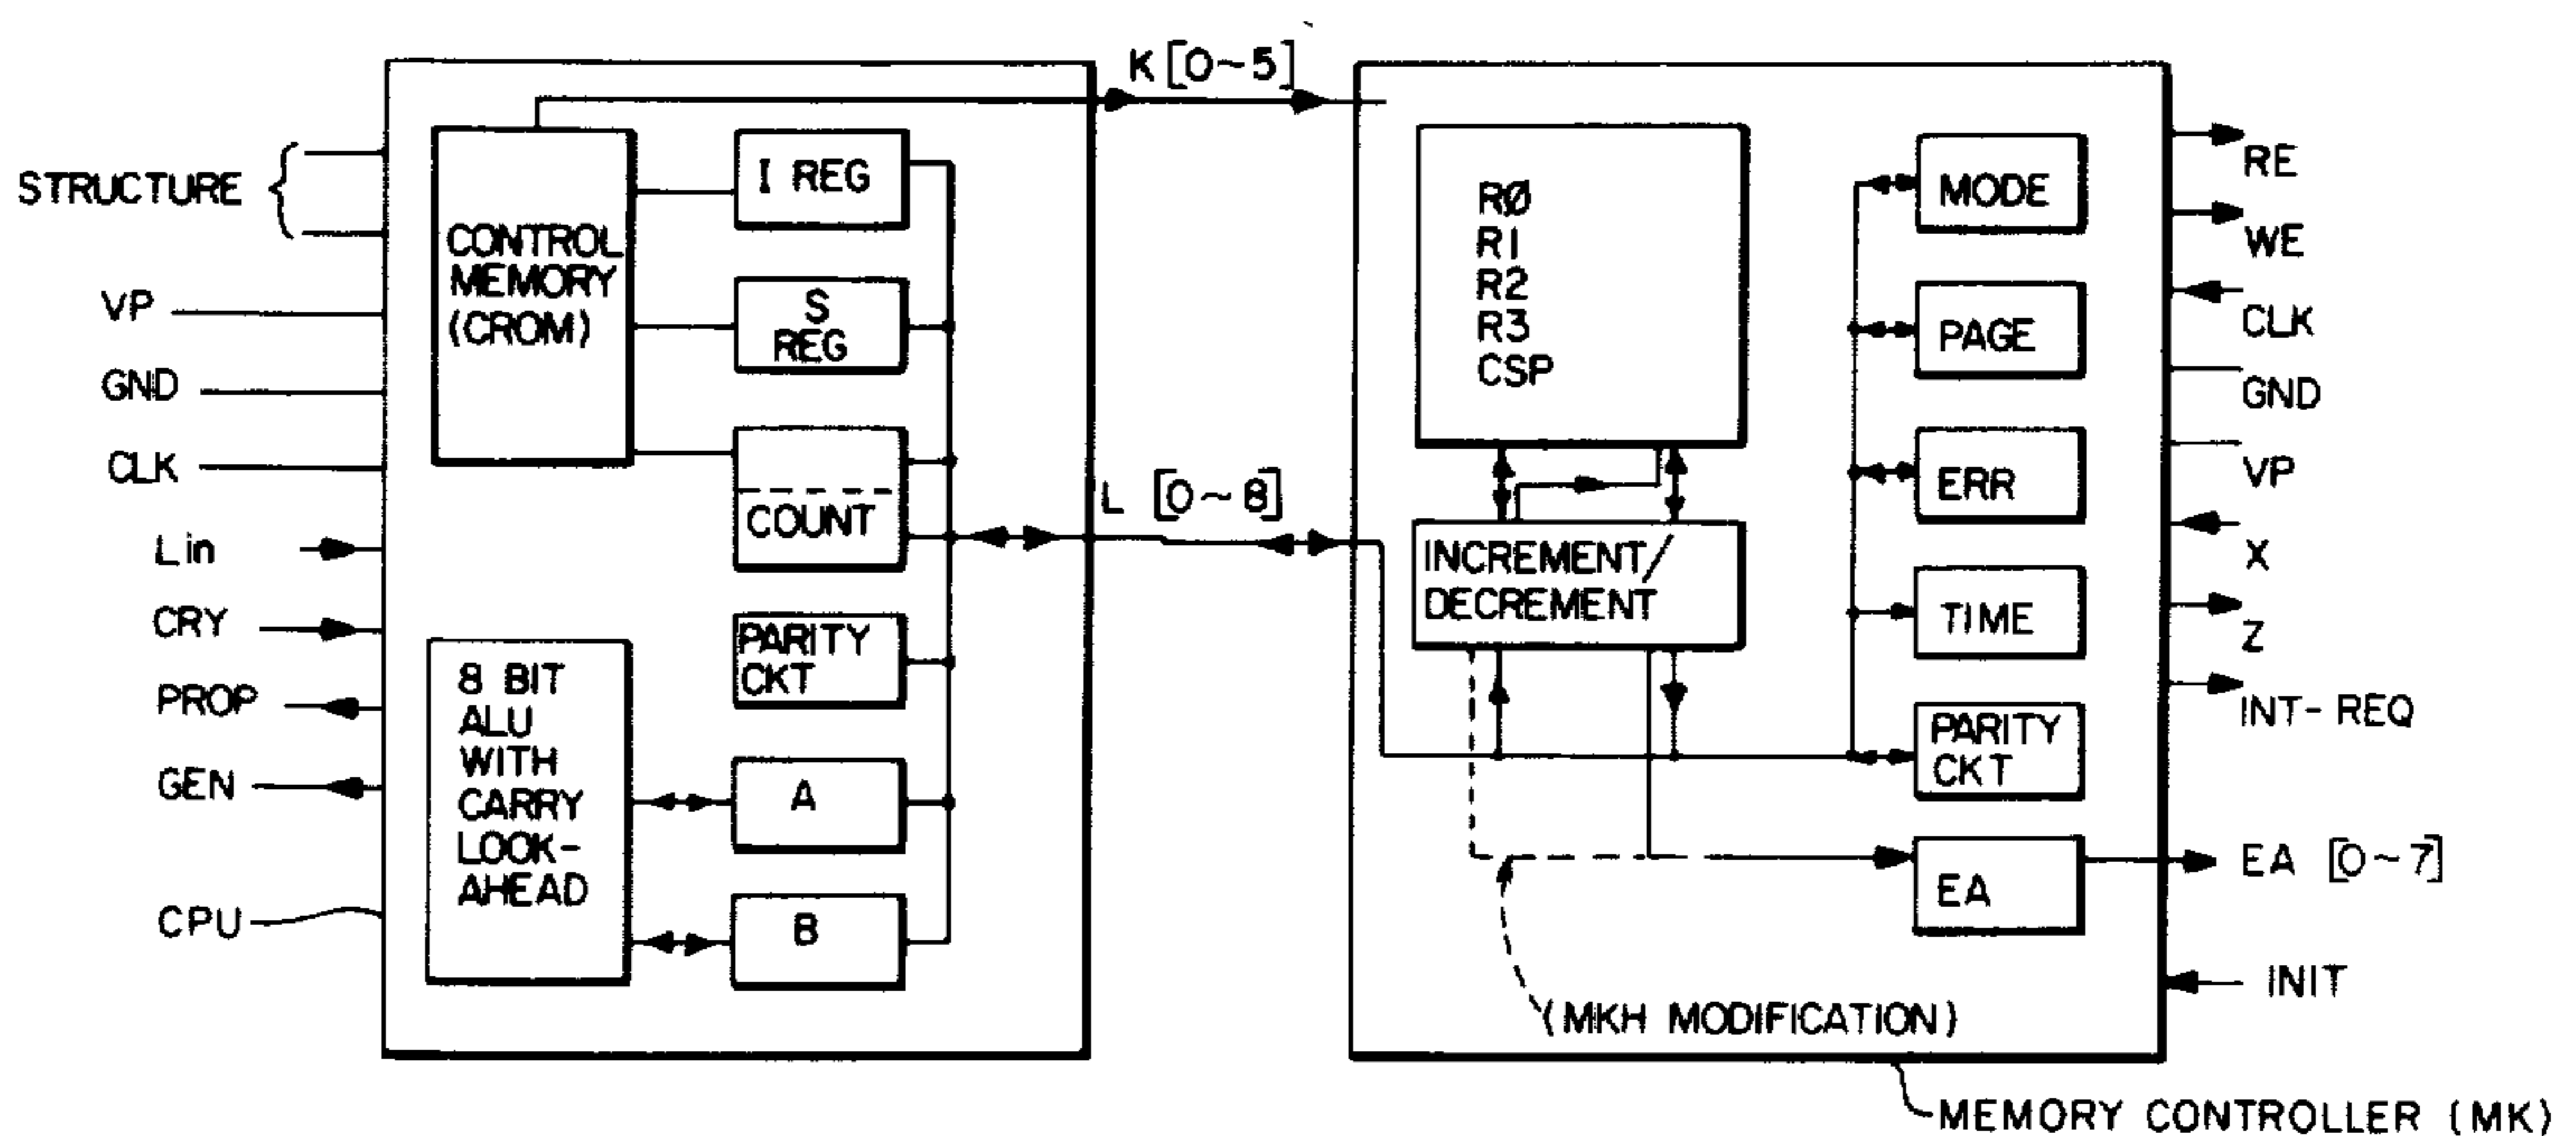 K [0~5]
STRUCTURE
VP
GND
CLK
Lin
CRY
PROP
GEN
CPU
CONTROL
MEMORY
(CROM)
I REG
S
REG
COUNT
PARITY
CKT
8 BIT
ALU
WITH
CARRY
LOOK-
AHEAD
A
B
L [0~8]
RØ
R1
R2
R3
CSP
INCREMENT/
DECREMENT
MODE
PAGE
ERR
TIME
PARITY
CKT
EA
(MKH MODIFICATION)
RE
WE
CLK
GND
VP
X
Z
INT-REQ
EA [0~7]
INIT
MEMORY CONTROLLER (MK)